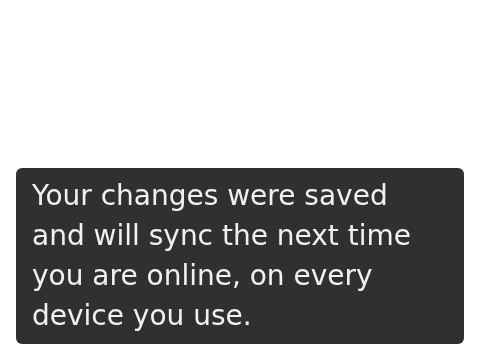 Your changes were saved
and will sync the next time
you are online, on every
device you use.